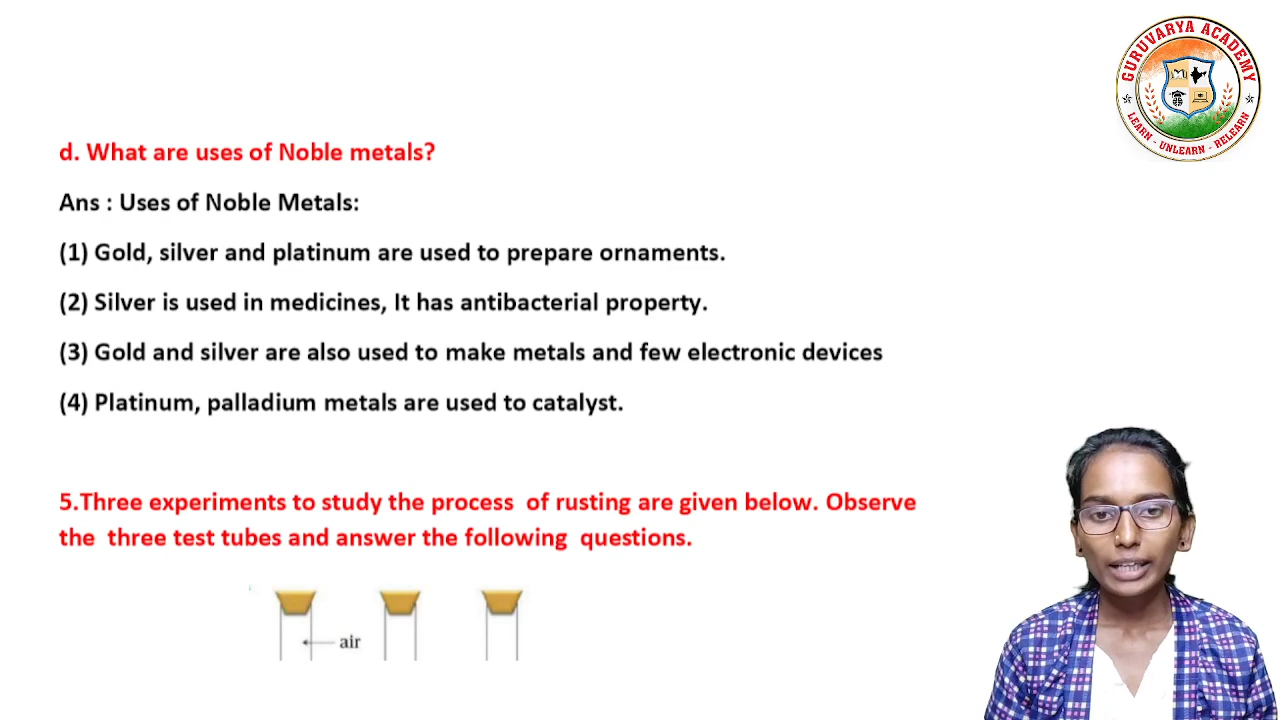 GURUVARYA ACADEMY
LEARN - UNLEARN - RELEARN
d. What are uses of Noble metals?
Ans : Uses of Noble Metals:
(1) Gold, silver and platinum are used to prepare ornaments.
(2) Silver is used in medicines, It has antibacterial property.
(3) Gold and silver are also used to make metals and few electronic devices
(4) Platinum, palladium metals are used to catalyst.
5.Three experiments to study the process of rusting are given below. Observe
the three test tubes and answer the following questions.
air